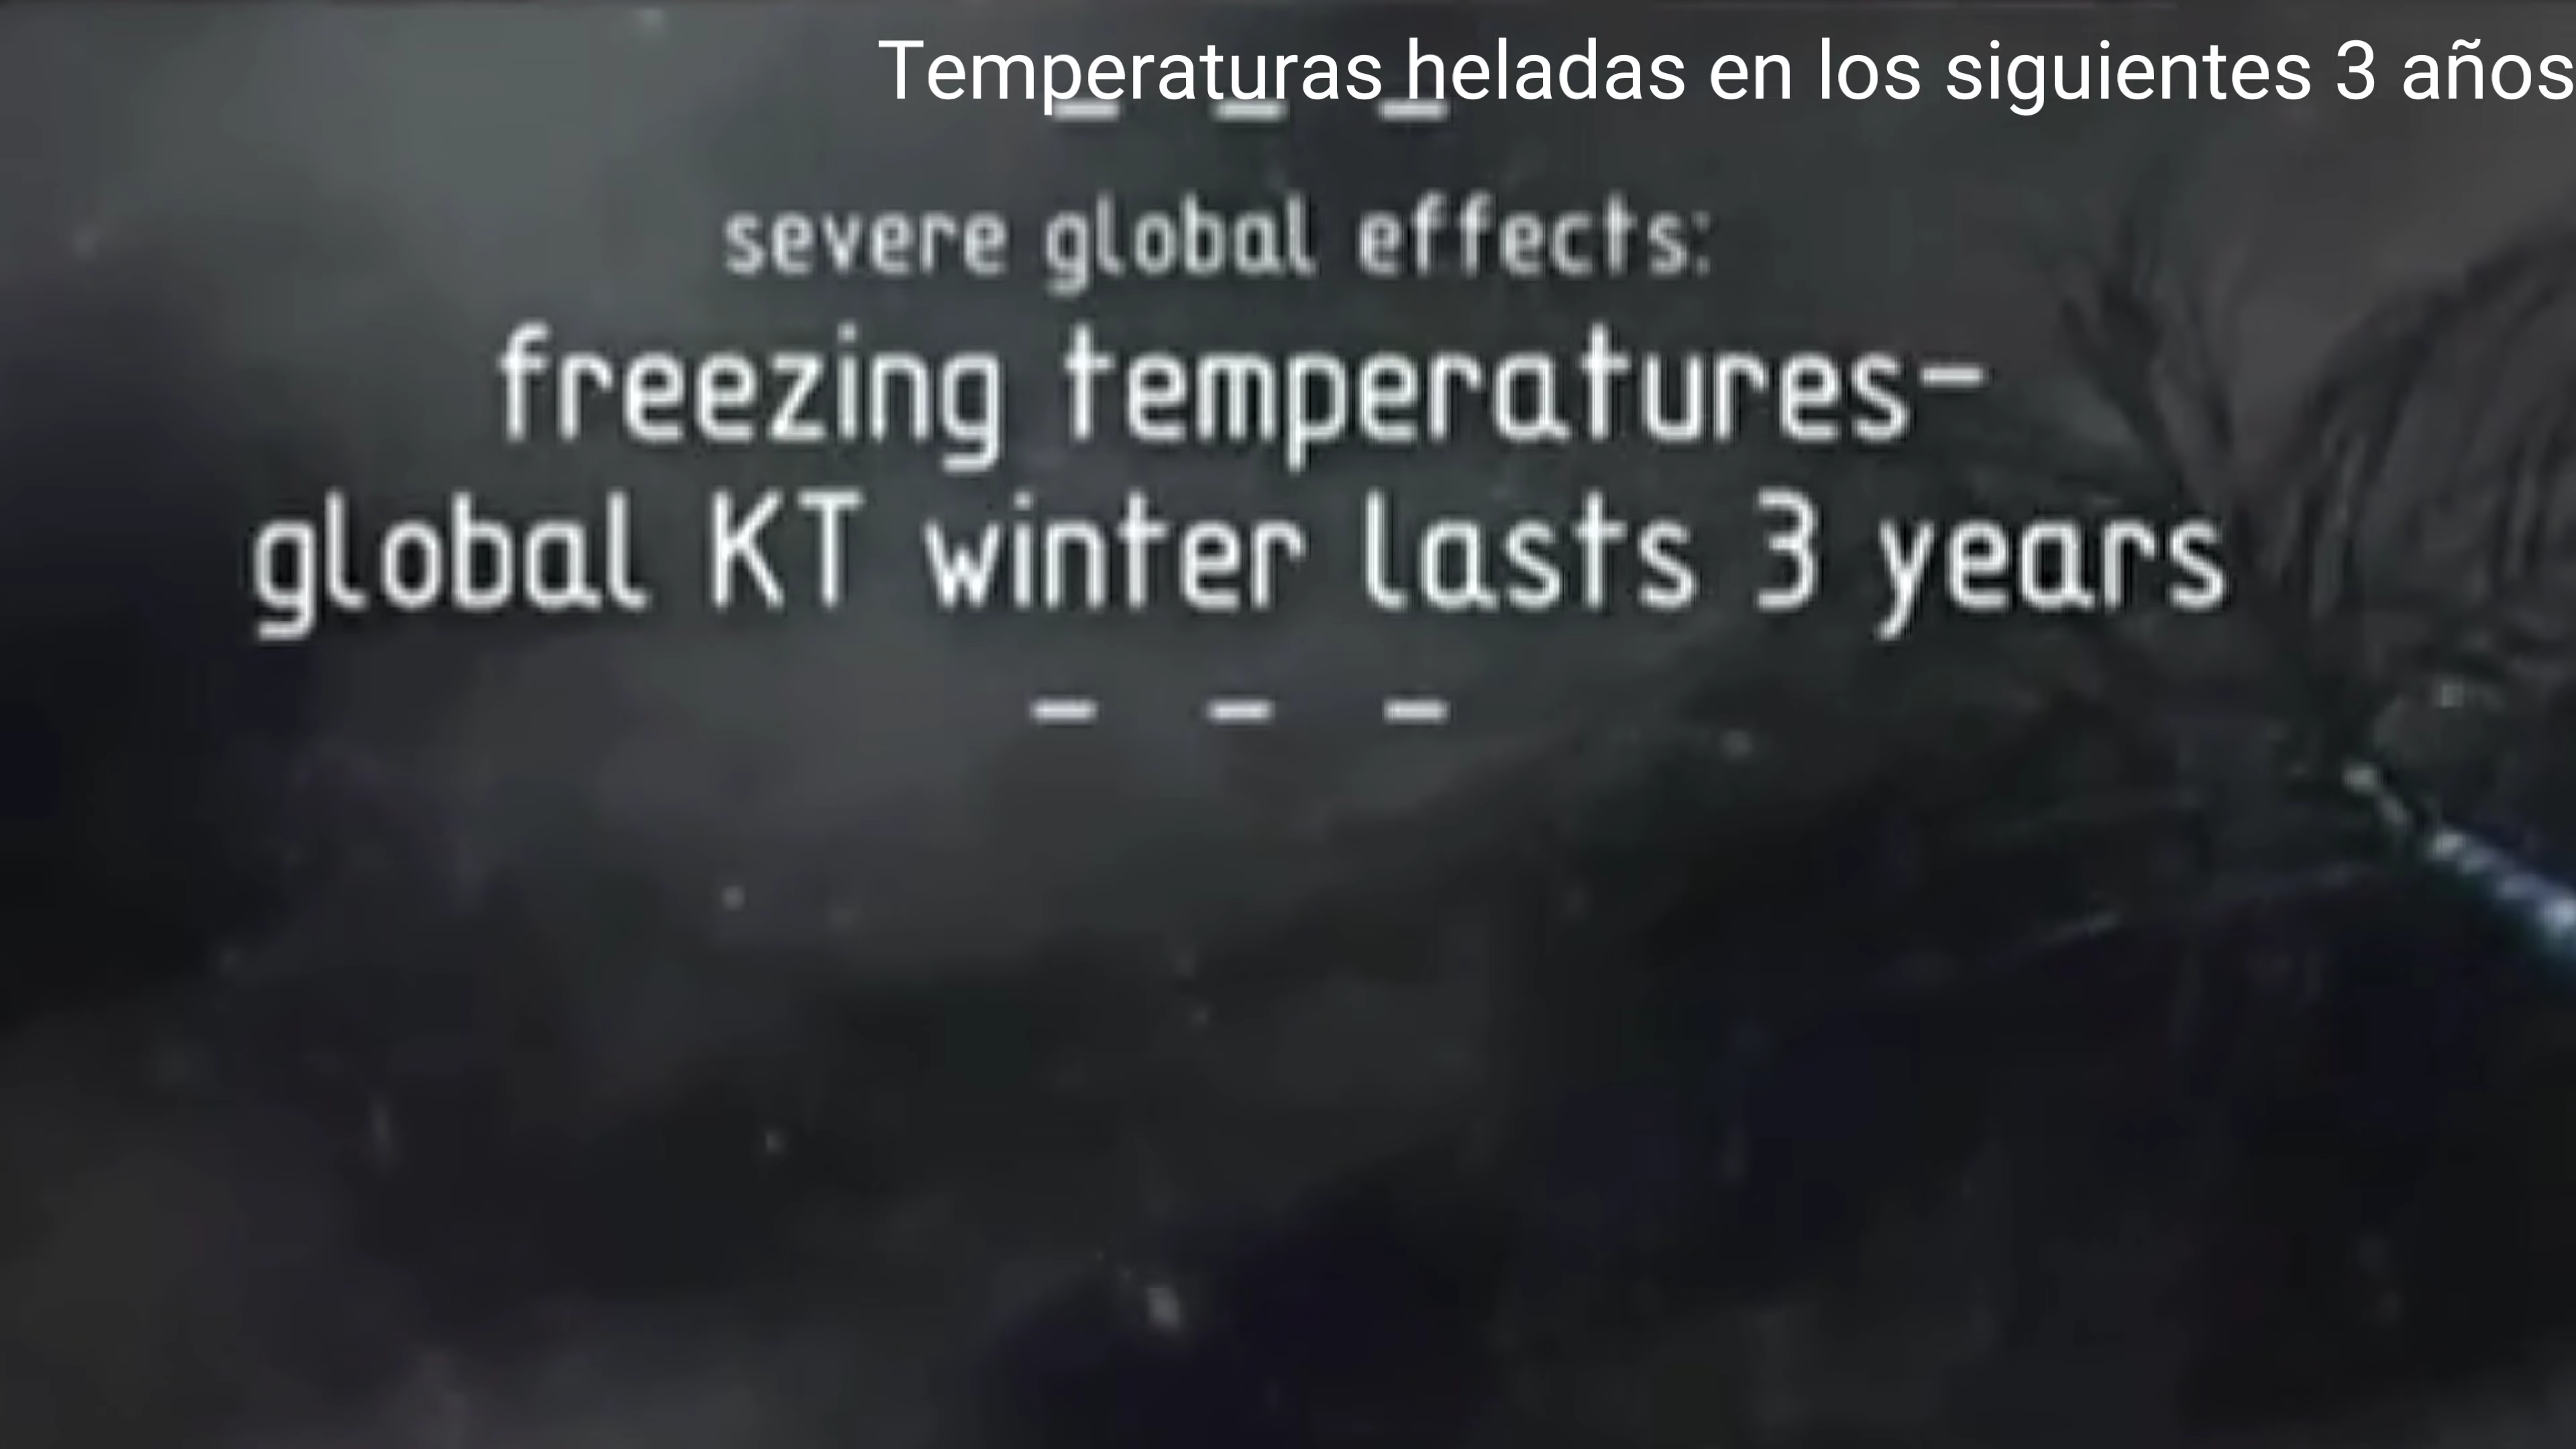 Temperaturas heladas en los siguientes 3 años
- - -
severe global effects:
freezing temperatures-
global KT winter lasts 3 years
- - -